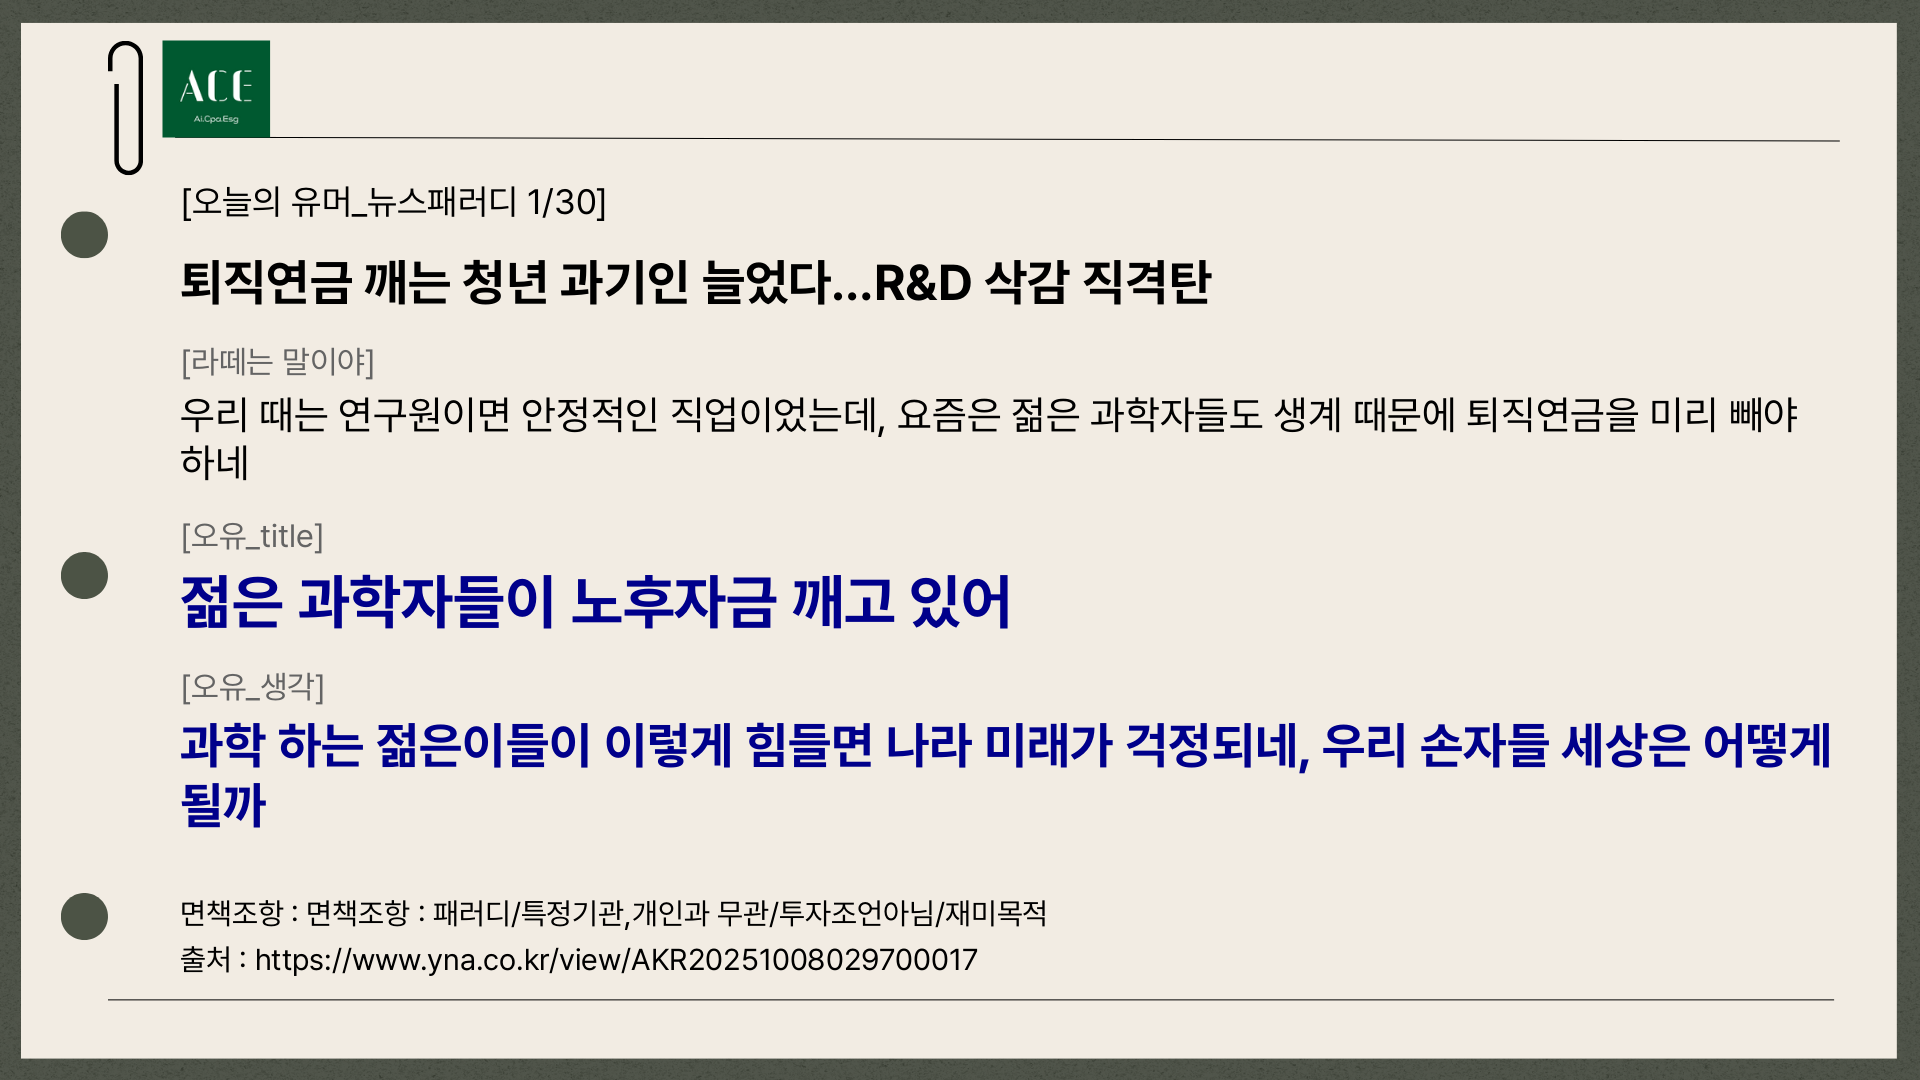 ACE
Ai.Cpa.Esg
[오늘의 유머_뉴스패러디 1/30]
퇴직연금 깨는 청년 과기인 늘었다...R&D 삭감 직격탄
[라떼는 말이야]
우리 때는 연구원이면 안정적인 직업이었는데, 요즘은 젊은 과학자들도 생계 때문에 퇴직연금을 미리 빼야
하네
[오유_title]
젊은 과학자들이 노후자금 깨고 있어
[오유_생각]
과학 하는 젊은이들이 이렇게 힘들면 나라 미래가 걱정되네, 우리 손자들 세상은 어떻게
될까
면책조항 : 면책조항 : 패러디/특정기관,개인과 무관/투자조언아님/재미목적
출처 : https://www.yna.co.kr/view/AKR20251008029700017